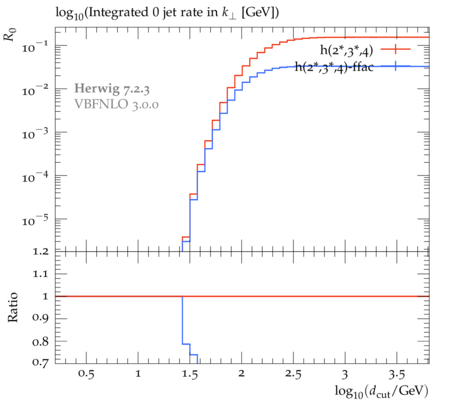 log₁₀(Integrated 0 jet rate in k⊥ [GeV])
R₀
10⁻¹
h(2*,3*,4)
h(2*,3*,4)-ffac
Herwig 7.2.3
VBFNLO 3.0.0
10⁻²
10⁻³
10⁻⁴
10⁻⁵
1.2
1.1
1
0.9
0.8
0.7
Ratio
0.5 1 1.5 2 2.5 3 3.5
log₁₀(d_cut/GeV)